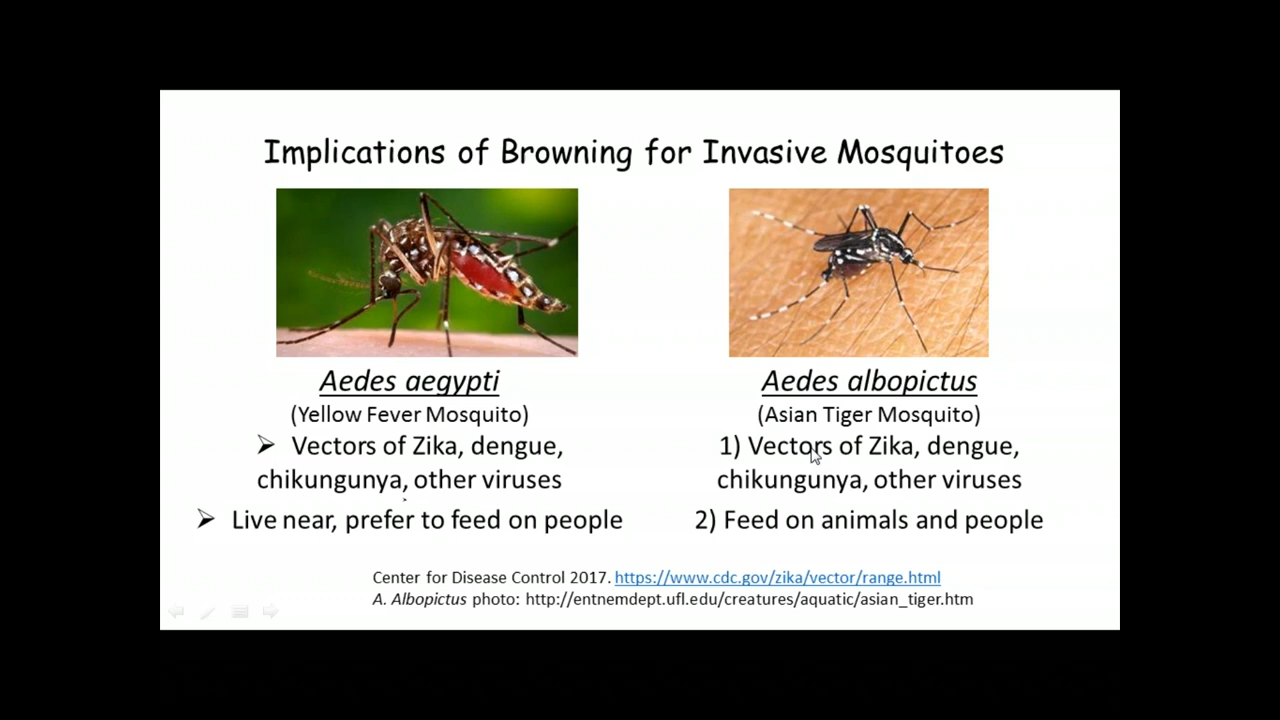 Implications of Browning for Invasive Mosquitoes
Aedes aegypti
(Yellow Fever Mosquito)
➢ Vectors of Zika, dengue,
chikungunya, other viruses
➢ Live near, prefer to feed on people
Aedes albopictus
(Asian Tiger Mosquito)
1) Vectors of Zika, dengue,
chikungunya, other viruses
2) Feed on animals and people
Center for Disease Control 2017. https://www.cdc.gov/zika/vector/range.html
A. Albopictus photo: http://entnemdept.ufl.edu/creatures/aquatic/asian_tiger.htm